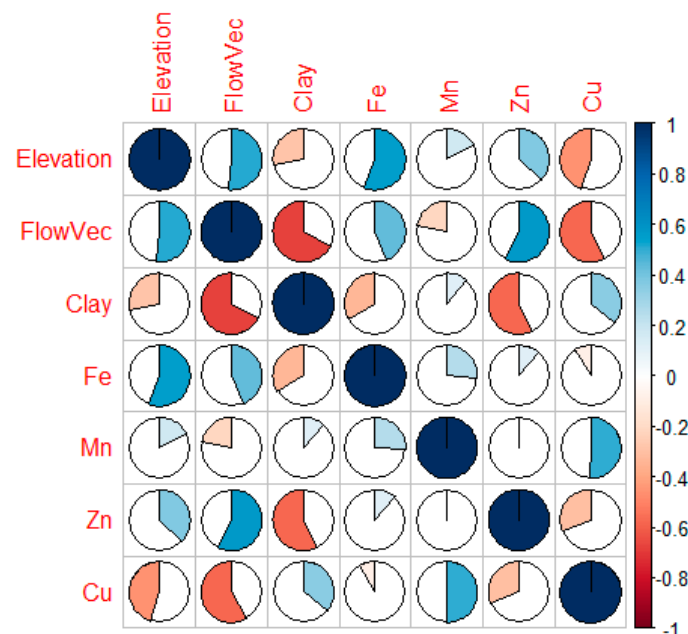 Elevation
FlowVec
Clay
Fe
Mn
Zn
Cu
Elevation
FlowVec
Clay
Fe
Mn
Zn
Cu
1
0.8
0.6
0.4
0.2
0
-0.2
-0.4
-0.6
-0.8
-1